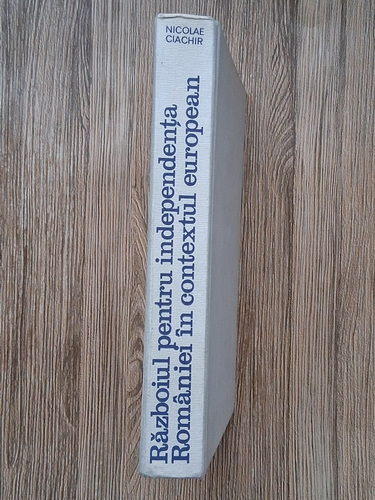 NICOLAE
CIACHIR
Războiul pentru independența
României în contextul european